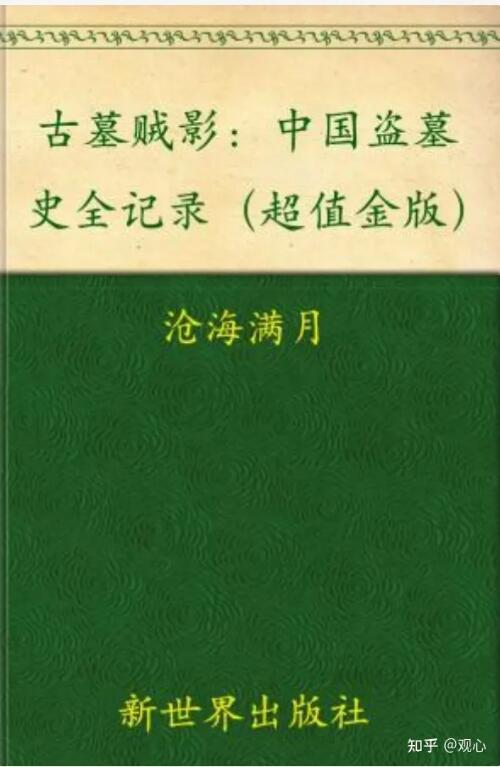 古墓贼影：中国盗墓
史全记录（超值金版）
沧海满月
新世界出版社
知乎 @观心